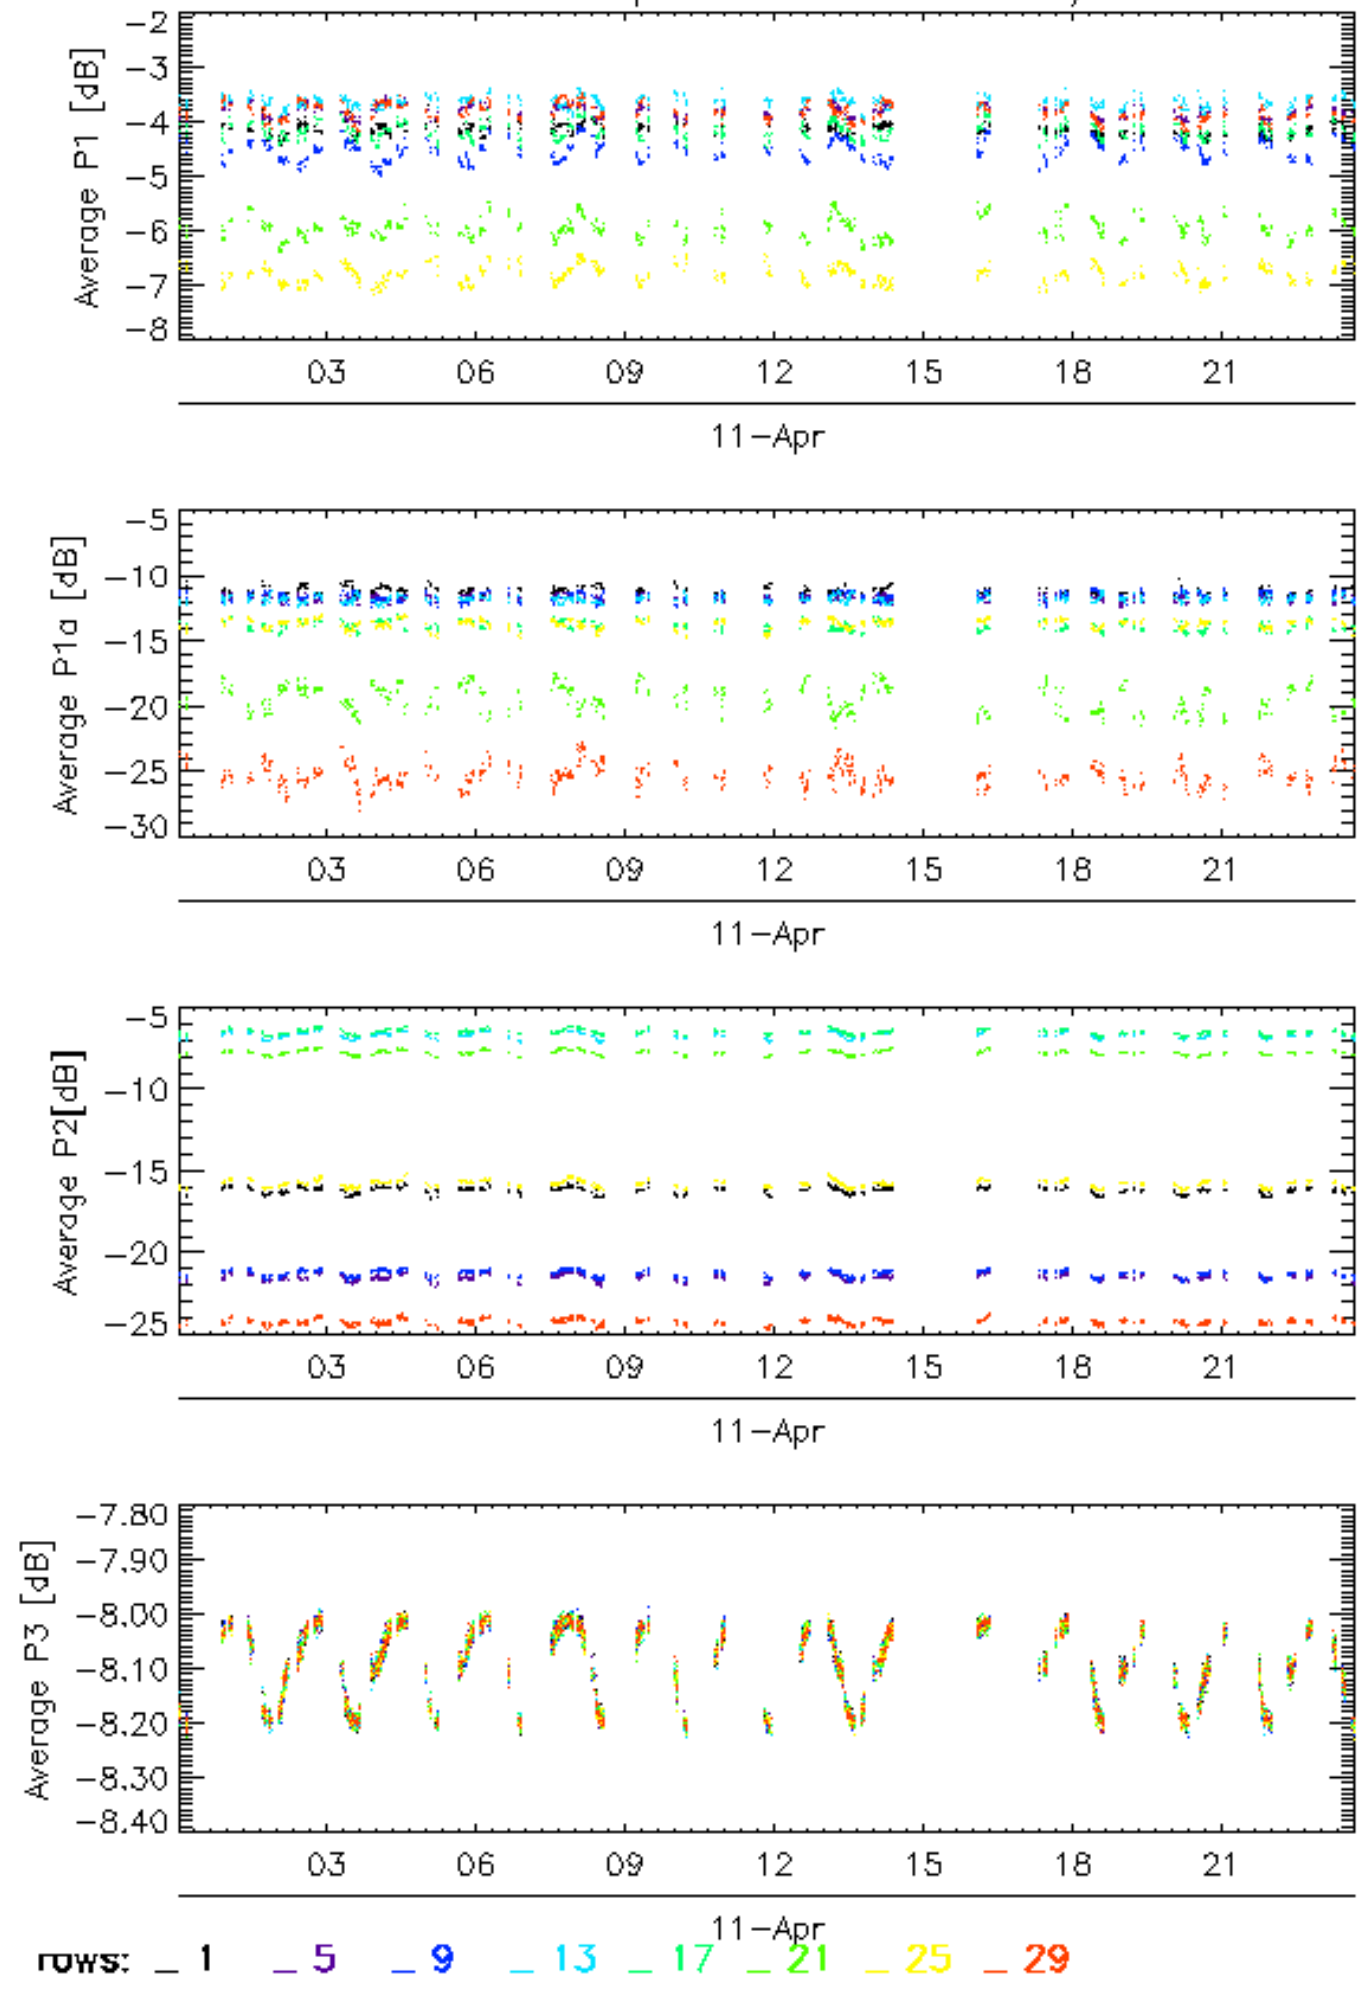 Average P1 [dB]
-2
-3
-4
-5
-6
-7
-8
03 06 09 12 15 18 21
11-Apr
Average P1a [dB]
-5
-10
-15
-20
-25
-30
03 06 09 12 15 18 21
11-Apr
Average P2[dB]
-5
-10
-15
-20
-25
03 06 09 12 15 18 21
11-Apr
Average P3 [dB]
-7.80
-7.90
-8.00
-8.10
-8.20
-8.30
-8.40
03 06 09 12 15 18 21
11-Apr
rows: _ 1 _ 5 _ 9 _ 13 _ 17 _ 21 _ 25 _ 29